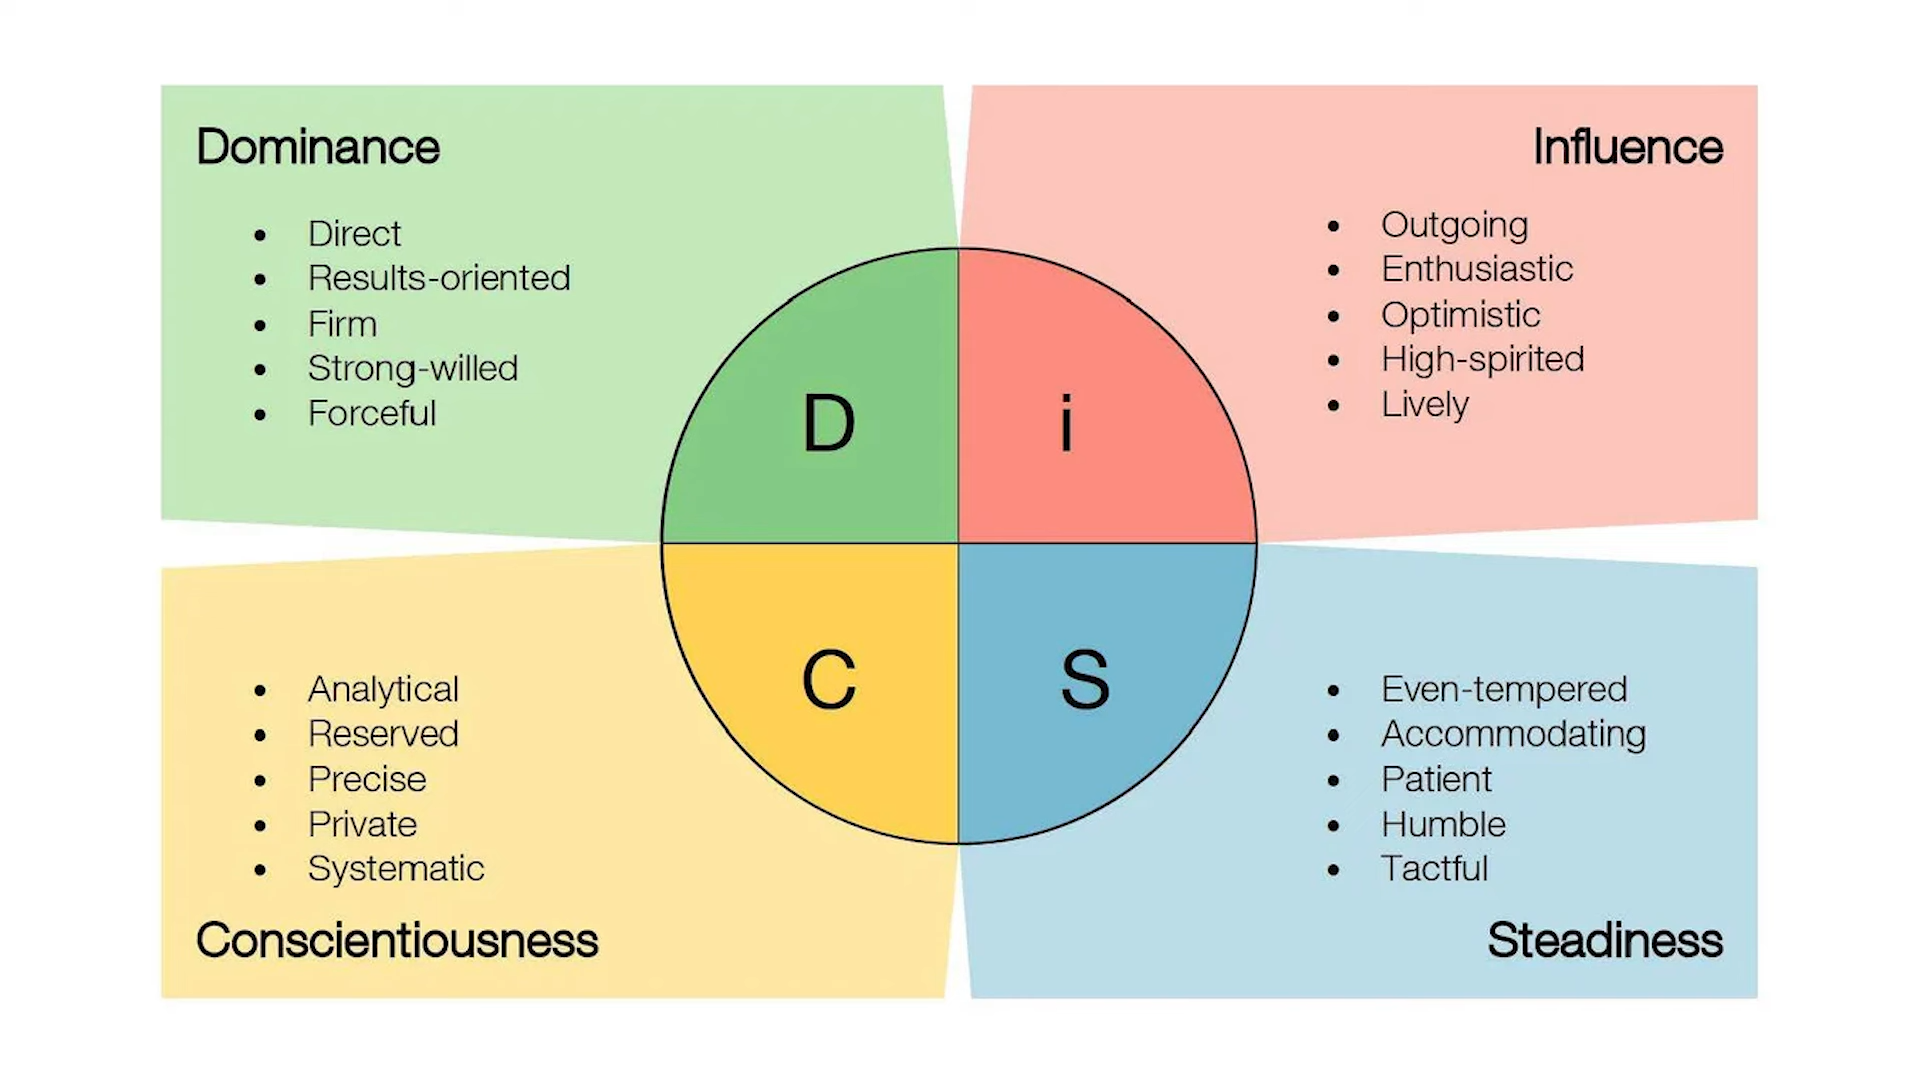 Dominance
• Direct
• Results-oriented
• Firm
• Strong-willed
• Forceful
Influence
• Outgoing
• Enthusiastic
• Optimistic
• High-spirited
• Lively
D
i
C
S
• Analytical
• Reserved
• Precise
• Private
• Systematic
Conscientiousness
• Even-tempered
• Accommodating
• Patient
• Humble
• Tactful
Steadiness